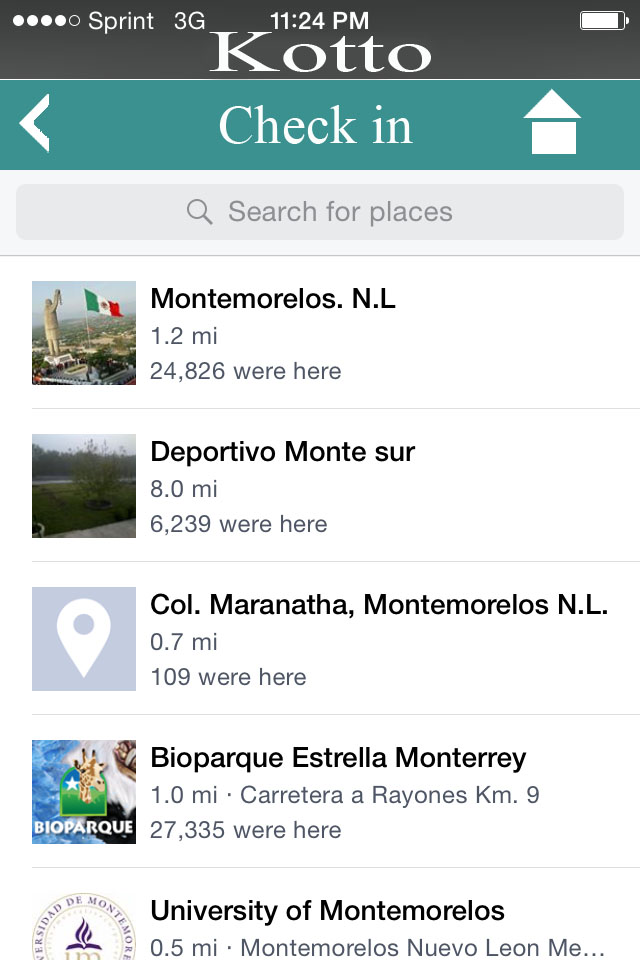 Sprint 3G 11:24 PM
Kotto
Check in
Search for places
Montemorelos. N.L
1.2 mi
24,826 were here
Deportivo Monte sur
8.0 mi
6,239 were here
Col. Maranatha, Montemorelos N.L.
0.7 mi
109 were here
Bioparque Estrella Monterrey
1.0 mi · Carretera a Rayones Km. 9
27,335 were here
BIOPARQUE
University of Montemorelos
0.5 mi · Montemorelos Nuevo Leon Me...